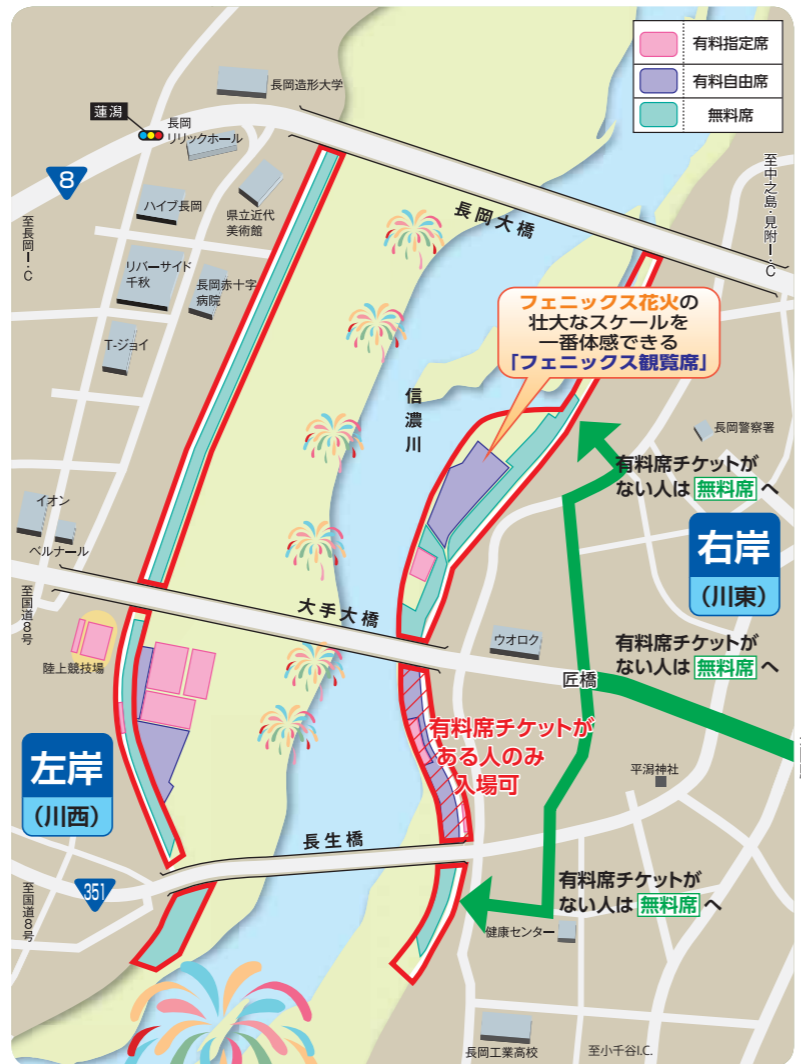 有料指定席
有料自由席
無料席
長岡造形大学
蓮潟
長岡
リリックホール
8
至長岡I・C
ハイブ長岡
県立近代
美術館
リバーサイド
千秋
長岡赤十字
病院
T-ジョイ
長岡大橋
至中之島・見附I・C
フェニックス花火の
壮大なスケールを
一番体感できる
「フェニックス観覧席」
信濃川
長岡警察署
有料席チケットが
ない人は 無料席 へ
右岸
(川東)
イオン
ベルナール
至国道8号
大手大橋
ウオロク
有料席チケットが
ない人は 無料席 へ
匠橋
陸上競技場
有料席チケットが
ある人のみ
入場可
左岸
(川西)
平潟神社
長生橋
351
至国道8号
有料席チケットが
ない人は 無料席 へ
健康センター
長岡工業高校
至小千谷I.C.